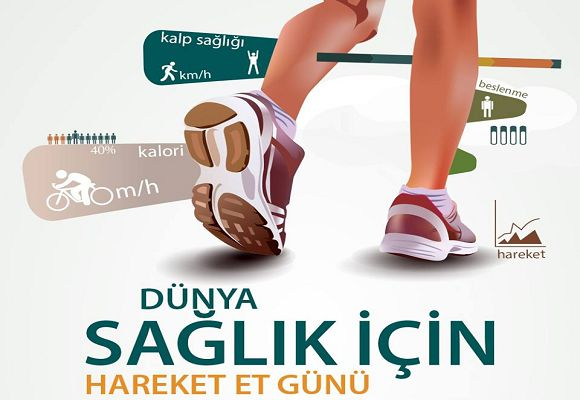 kalp sağlığı
km/h
beslenme
40%
kalori
m/h
hareket
DÜNYA
SAĞLIK İÇİN
HAREKET ET GÜNÜ